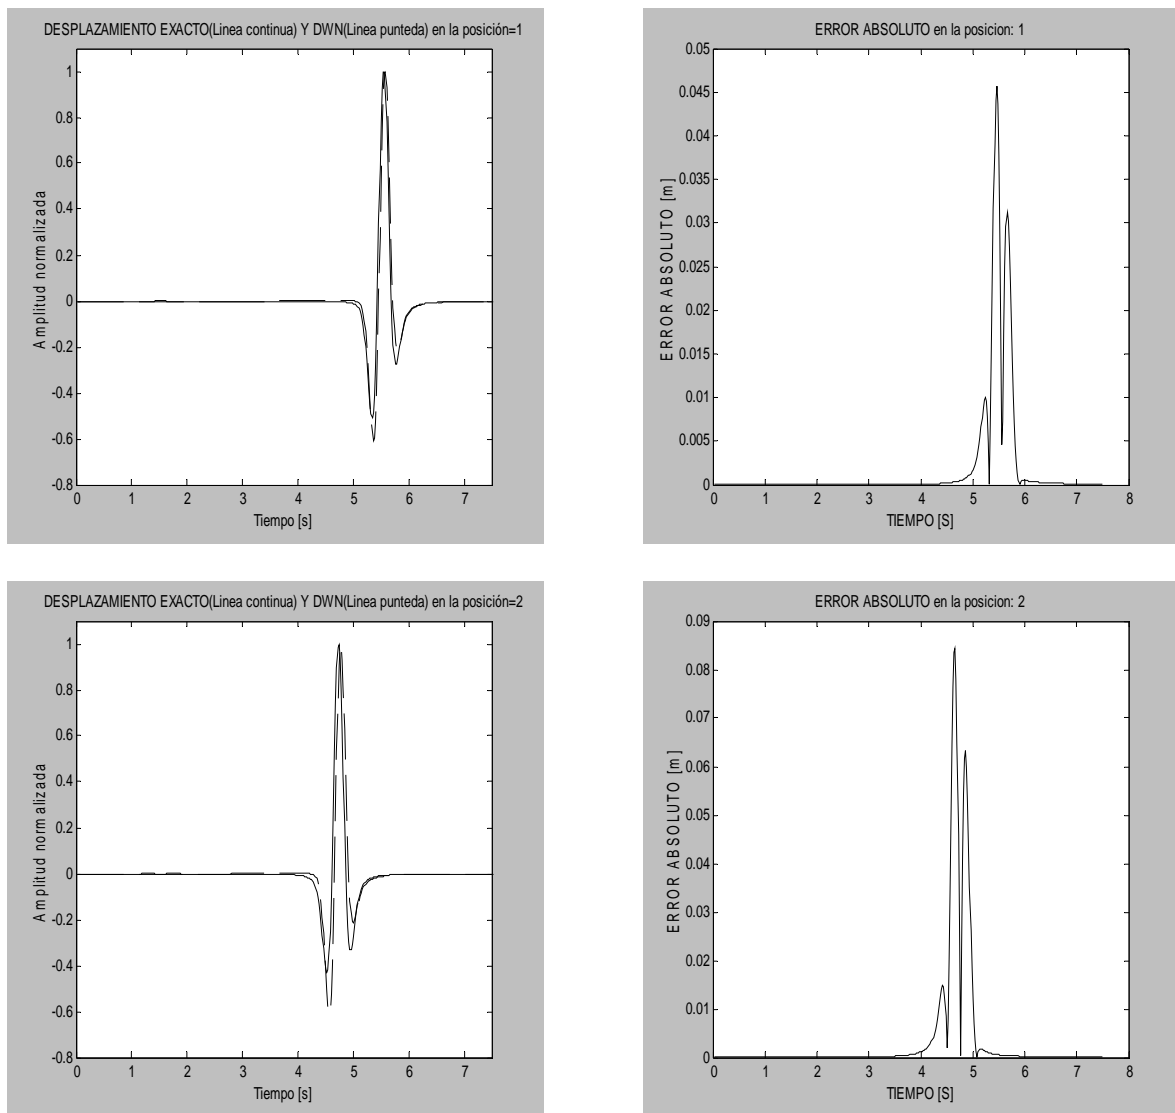 DESPLAZAMIENTO EXACTO(Linea continua) Y DWN(Linea punteda) en la posición=1
1
0.8
0.6
0.4
0.2
0
-0.2
-0.4
-0.6
-0.8
Amplitud normalizada
0 1 2 3 4 5 6 7
Tiempo [s]
ERROR ABSOLUTO en la posicion: 1
0.05
0.045
0.04
0.035
0.03
0.025
0.02
0.015
0.01
0.005
0
ERROR ABSOLUTO [m]
0 1 2 3 4 5 6 7 8
TIEMPO [S]
DESPLAZAMIENTO EXACTO(Linea continua) Y DWN(Linea punteda) en la posición=2
1
0.8
0.6
0.4
0.2
0
-0.2
-0.4
-0.6
-0.8
Amplitud normalizada
0 1 2 3 4 5 6 7
Tiempo [s]
ERROR ABSOLUTO en la posicion: 2
0.09
0.08
0.07
0.06
0.05
0.04
0.03
0.02
0.01
0
ERROR ABSOLUTO [m]
0 1 2 3 4 5 6 7 8
TIEMPO [S]